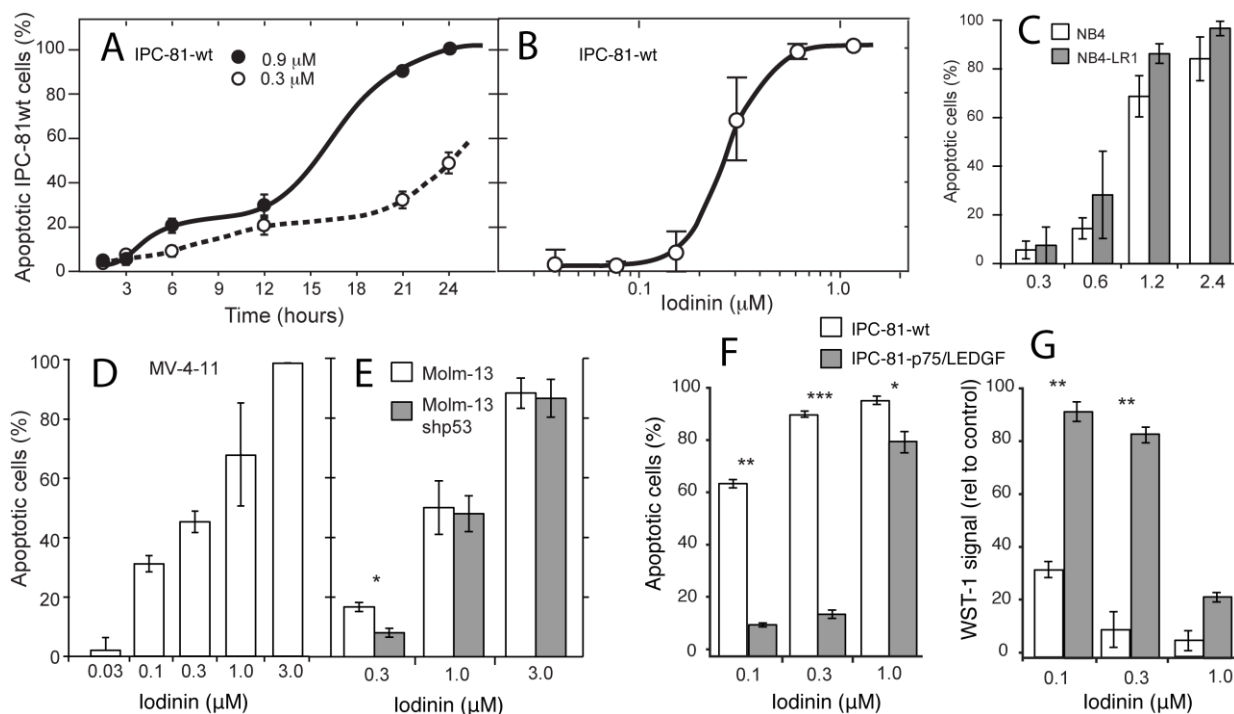 A
IPC-81-wt
0.9 μM
0.3 μM
Apoptotic IPC-81wt cells (%)
100
80
60
40
20
0
3 6 9 12 15 18 21 24
Time (hours)
B
IPC-81-wt
0.1 1.0
Iodinin (μM)
C
NB4
NB4-LR1
Apoptotic cells (%)
100
80
60
40
20
0
0.3 0.6 1.2 2.4
D
MV-4-11
Apoptotic cells (%)
100
80
60
40
20
0
0.03 0.1 0.3 1.0 3.0
Iodinin (μM)
E
Molm-13
Molm-13
shp53
*
0.3 1.0 3.0
Iodinin (μM)
IPC-81-wt
IPC-81-p75/LEDGF
F
Apoptotic cells (%)
100
80
60
40
20
0
** *** *
0.1 0.3 1.0
Iodinin (μM)
G
WST-1 signal (rel to control)
100
80
60
40
20
0
** **
0.1 0.3 1.0
Iodinin (μM)